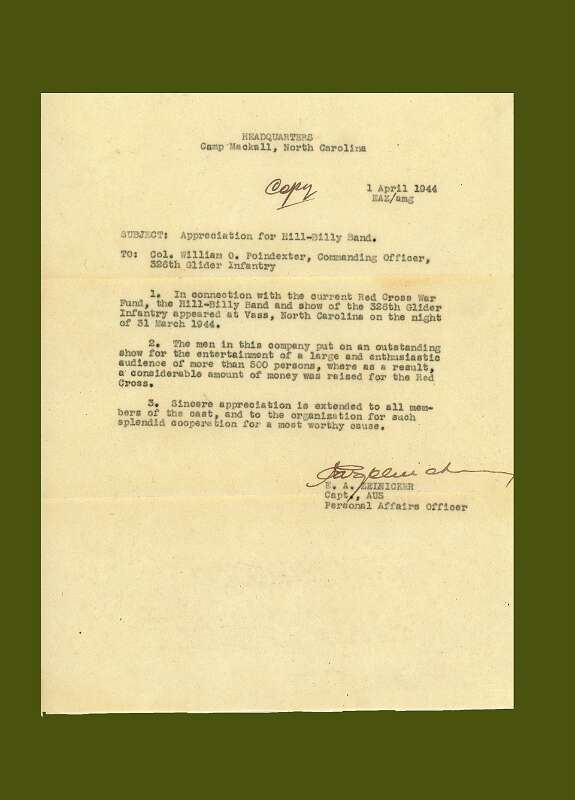 HEADQUARTERS
Camp Mackall, North Carolina
Copy
1 April 1944
EAZ/amg
SUBJECT: Appreciation for Hill-Billy Band.
TO: Col. William O. Poindexter, Commanding Officer,
326th Glider Infantry
1. In connection with the current Red Cross War
Fund, the Hill-Billy Band and show of the 326th Glider
Infantry appeared at Vass, North Carolina on the night
of 31 March 1944.
2. The men in this company put on an outstanding
show for the entertainment of a large and enthusiastic
audience of more than 500 persons, where as a result,
a considerable amount of money was raised for the Red
Cross.
3. Sincere appreciation is extended to all mem-
bers of the cast, and to the organization for such
splendid cooperation for a most worthy cause.
E. A. ZEINICKER
Capt., AUS
Personal Affairs Officer